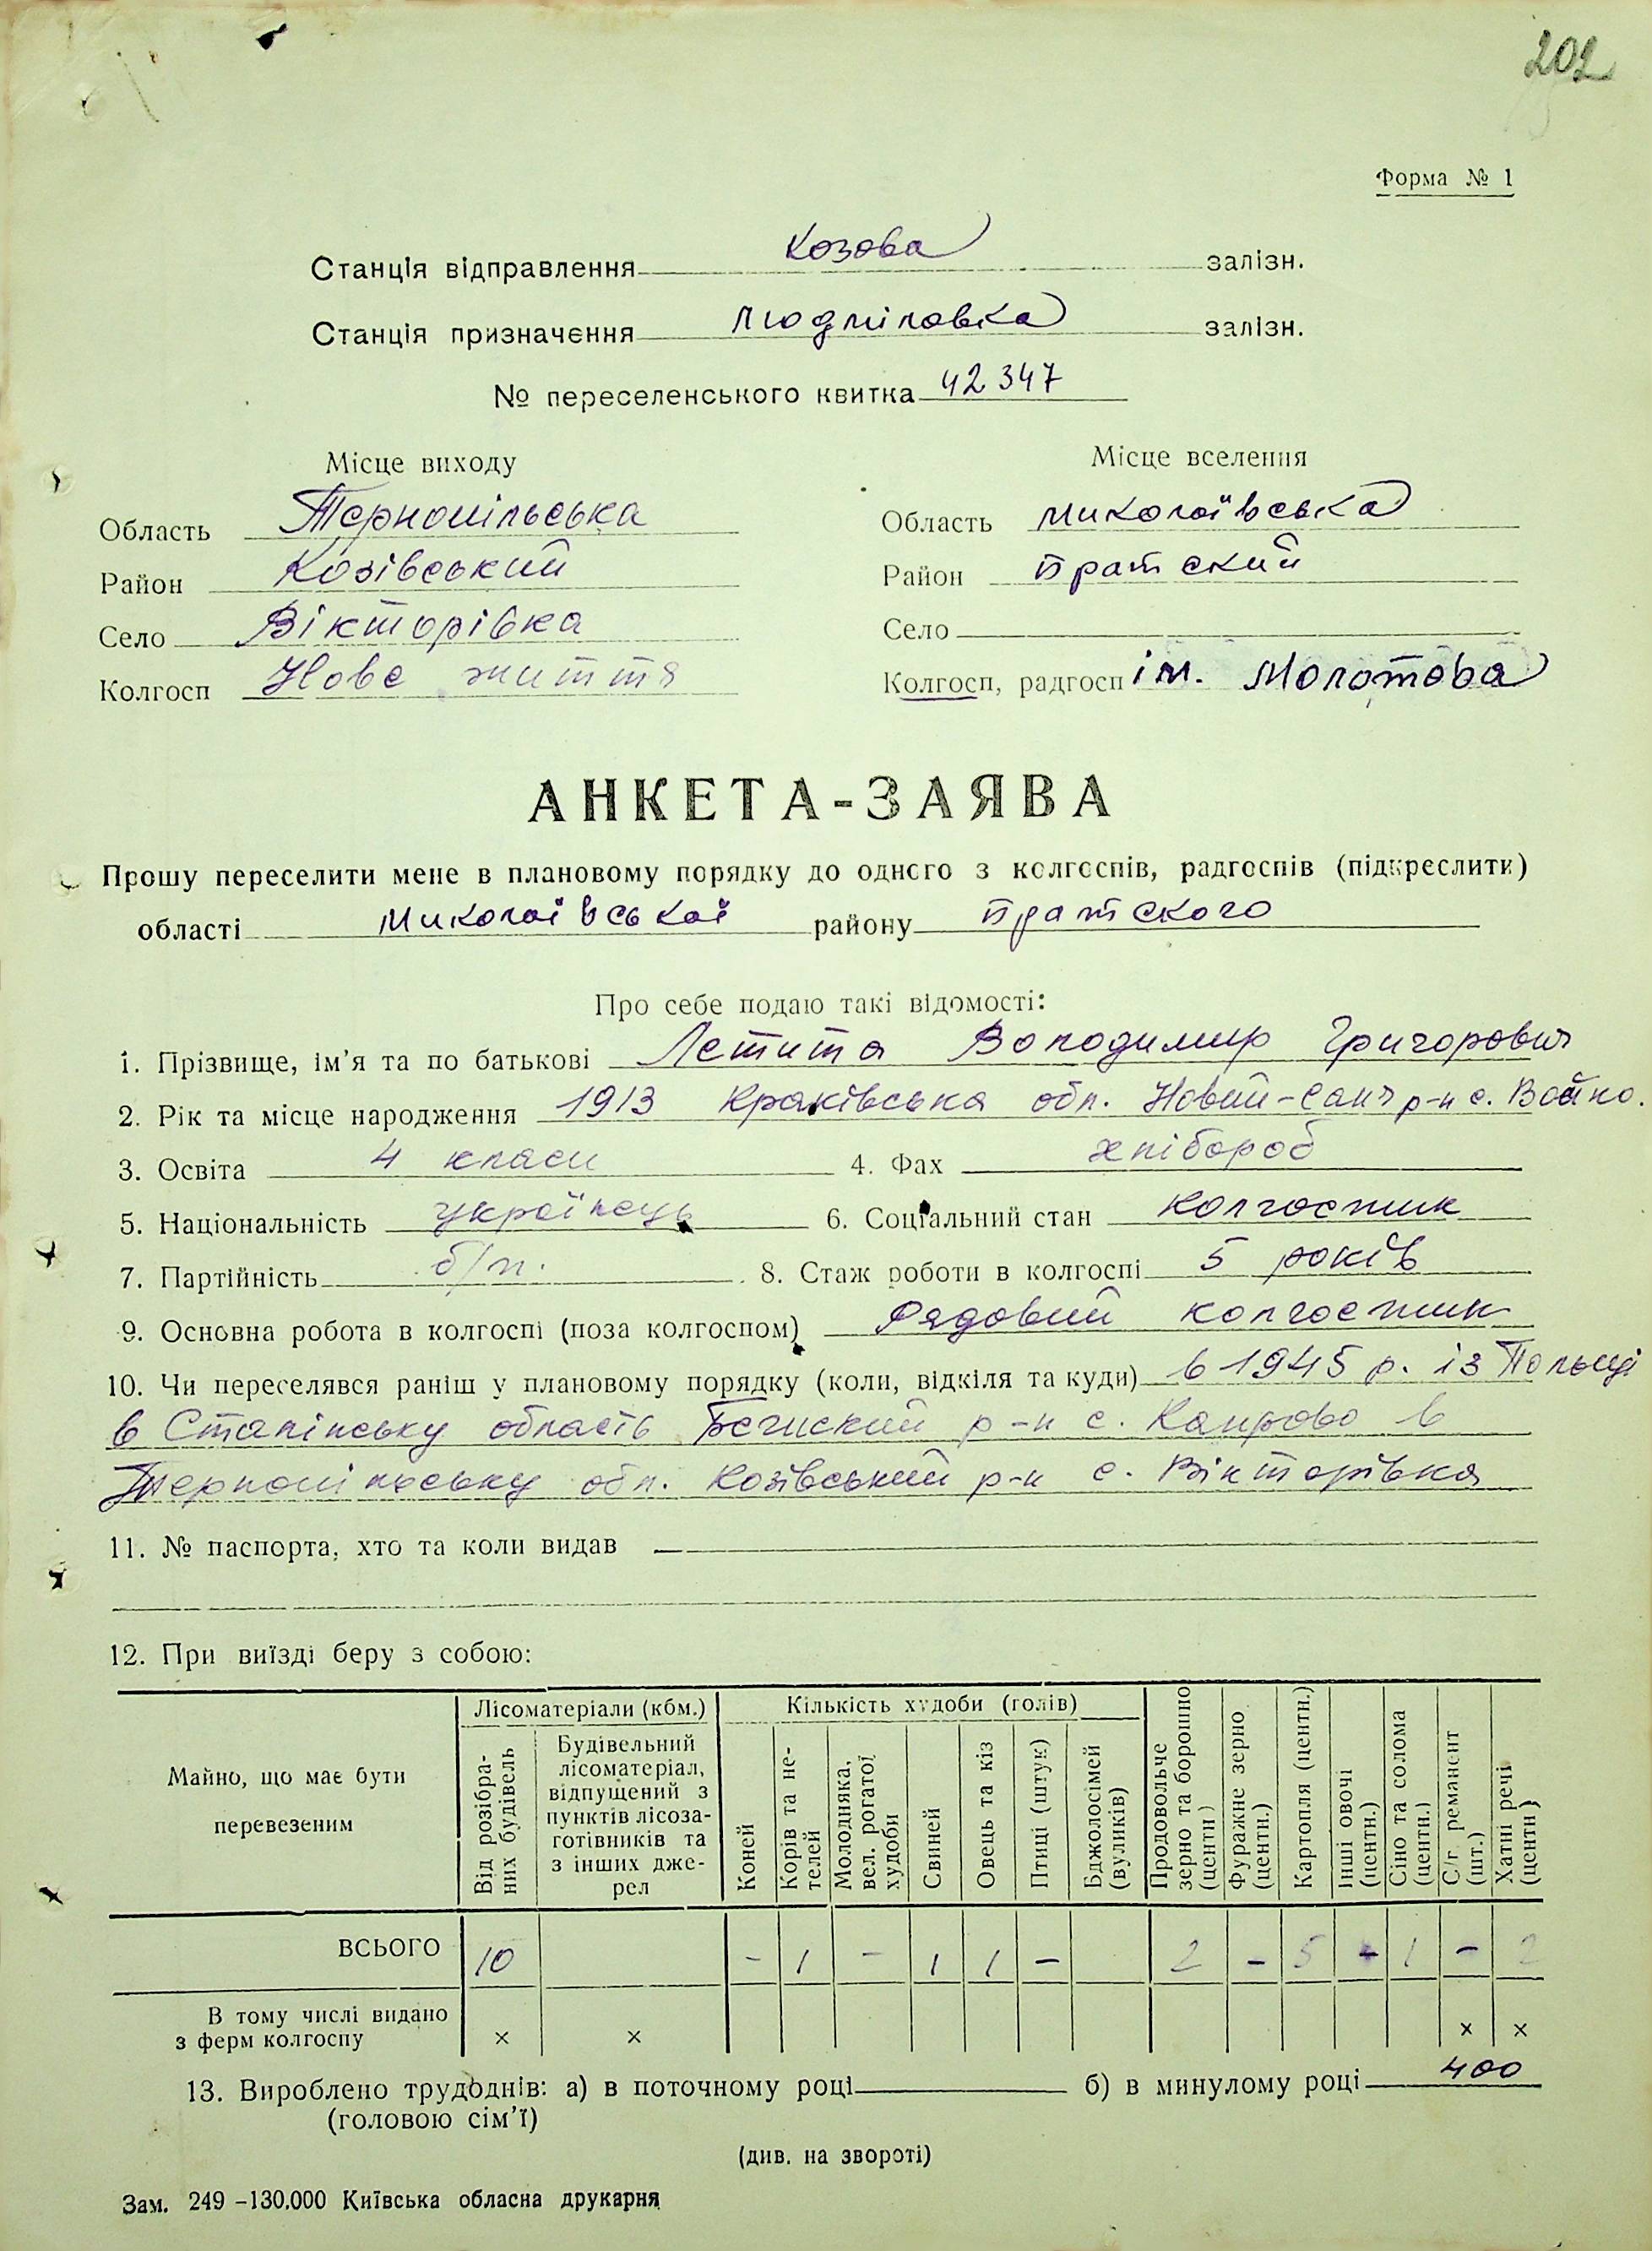 202
Форма № 1
Станція відправлення Козова залізн.
Станція призначення Людміловка залізн.
№ переселенського квитка 42347
Місце виходу
Область Тернопільська
Район Козівський
Село Вікторівка
Колгосп Нове життя
Місце вселення
Область Миколаївська
Район Братский
Село
Колгосп, радгосп ім. Молотова
АНКЕТА-ЗАЯВА
Прошу переселити мене в плановому порядку до одного з колгоспів, радгоспів (підкреслити)
області Миколаївської району Братского
Про себе подаю такі відомості:
1. Прізвище, ім'я та по батькові Володимир Григорович
2. Рік та місце народження 1913 Краківська обл. Новий-Санч р-н с.
3. Освіта 4 класи 4. Фах хлібороб
5. Національність українець 6. Соціальний стан колгоспник
7. Партійність б/п. 8. Стаж роботи в колгоспі 5 років
9. Основна робота в колгоспі (поза колгоспом) Рядовий колгоспник
10. Чи переселявся раніш у плановому порядку (коли, відкіля та куди) в 1945 р. із Польщі
в Сталінську область р-н с. в
Тернопільську обл. Козівський р-н с. Вікторівка
11. № паспорта, хто та коли видав
12. При виїзді беру з собою:
Майно, що має бути перевезеним
Лісоматеріали (кбм.)
Від розібраних будівель
Будівельний лісоматеріал, відпущений з пунктів лісозаготівників та з інших джерел
Кількість худоби (голів)
Коней
Корів та нетелей
Молодняка, вел. рогатої худоби
Свиней
Овець та кіз
Птиці (штук)
Бджолосімей (вуликів)
Продовольче зерно та борошно (центн)
Фуражне зерно (центн.)
Картопля (центн.)
Інші овочі (центн.)
Сіно та солома (центн.)
С/г. реманент (шт.)
Хатні речі (центн)
ВСЬОГО 10 - 1 - 1 1 - 2 - 5 - 1 - 2
В тому числі видано з ферм колгоспу × × × ×
13. Вироблено трудоднів: а) в поточному році б) в минулому році 400
(головою сім'ї)
(див. на звороті)
Зам. 249 -130.000 Київська обласна друкарня